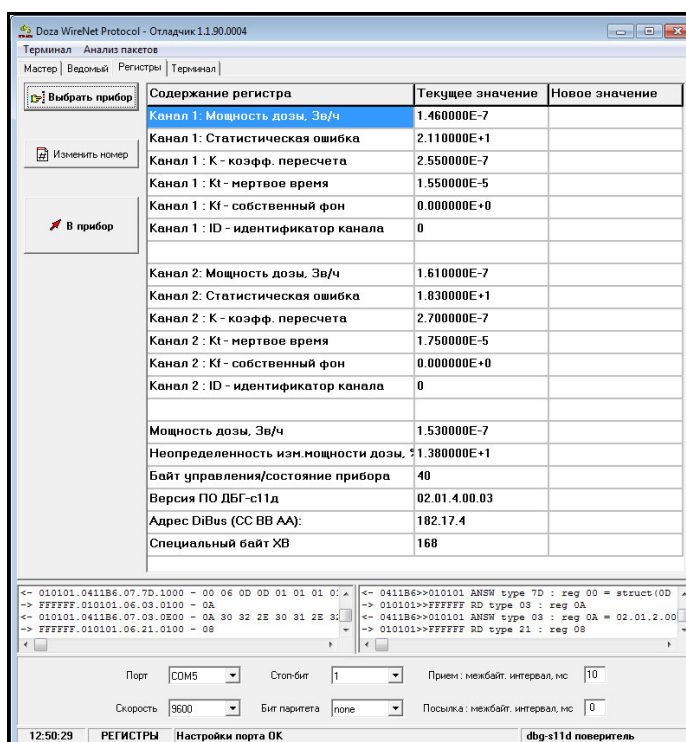 Doza WireNet Protocol - Отладчик 1.1.90.0004
Терминал Анализ пакетов
Мастер Ведомый Регистры Терминал
Выбрать прибор
Изменить номер
В прибор
Содержание регистра Текущее значение Новое значение
Канал 1: Мощность дозы, Зв/ч 1.460000E-7
Канал 1: Статистическая ошибка 2.110000E+1
Канал 1 : K - коэфф. пересчета 2.550000E-7
Канал 1 : Kt - мертвое время 1.550000E-5
Канал 1 : Kf - собственный фон 0.000000E+0
Канал 1 : ID - идентификатор канала 0
Канал 2: Мощность дозы, Зв/ч 1.610000E-7
Канал 2: Статистическая ошибка 1.830000E+1
Канал 2 : K - коэфф. пересчета 2.700000E-7
Канал 2 : Kt - мертвое время 1.750000E-5
Канал 2 : Kf - собственный фон 0.000000E+0
Канал 2 : ID - идентификатор канала 0
Мощность дозы, Зв/ч 1.530000E-7
Неопределенность изм.мощности дозы, % 1.380000E+1
Байт управления/состояние прибора 40
Версия ПО ДБГ-с11д 02.01.4.00.03
Адрес DiBus (CC BB AA): 182.17.4
Специальный байт XB 168
<- 010101.0411B6.07.7D.1000 - 00 06 0D 0D 01 01 01
-> FFFFFF.010101.06.03.0100 - 0A
<- 010101.0411B6.07.03.0E00 - 0A 30 32 2E 30 31 2E
-> FFFFFF.010101.06.21.0100 - 08
<- 0411B6>>010101 ANSW type 7D : reg 00 = struct(0D
-> 010101>>FFFFFF RD type 03 : reg 0A
<- 0411B6>>010101 ANSW type 03 : reg 0A = 02.01.2.00
-> 010101>>FFFFFF RD type 21 : reg 08
Порт COM5 Стоп-бит 1 Прием : межбайт. интервал, мс 10
Скорость 9600 Бит паритета none Посылка : межбайт. интервал, мс 0
12:50:29 РЕГИСТРЫ Настройки порта OK dbg-s11d поверитель